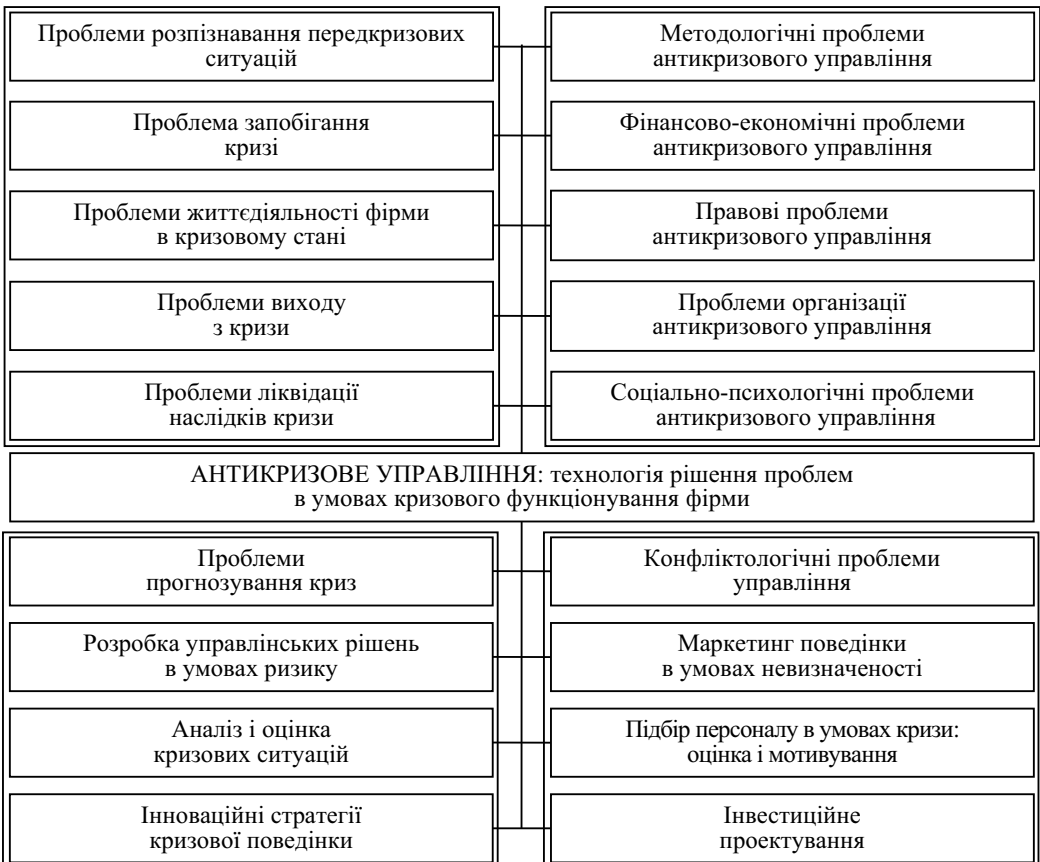 Проблеми розпізнавання передкризових
ситуацій
Методологічні проблеми
антикризового управління
Проблема запобігання
кризі
Фінансово-економічні проблеми
антикризового управління
Проблеми життєдіяльності фірми
в кризовому стані
Правові проблеми
антикризового управління
Проблеми виходу
з кризи
Проблеми організації
антикризового управління
Проблеми ліквідації
наслідків кризи
Соціально-психологічні проблеми
антикризового управління
АНТИКРИЗОВЕ УПРАВЛІННЯ: технологія рішення проблем
в умовах кризового функціонування фірми
Проблеми
прогнозування криз
Конфліктологічні проблеми
управління
Розробка управлінських рішень
в умовах ризику
Маркетинг поведінки
в умовах невизначеності
Аналіз і оцінка
кризових ситуацій
Підбір персоналу в умовах кризи:
оцінка і мотивування
Інноваційні стратегії
кризової поведінки
Інвестиційне
проектування